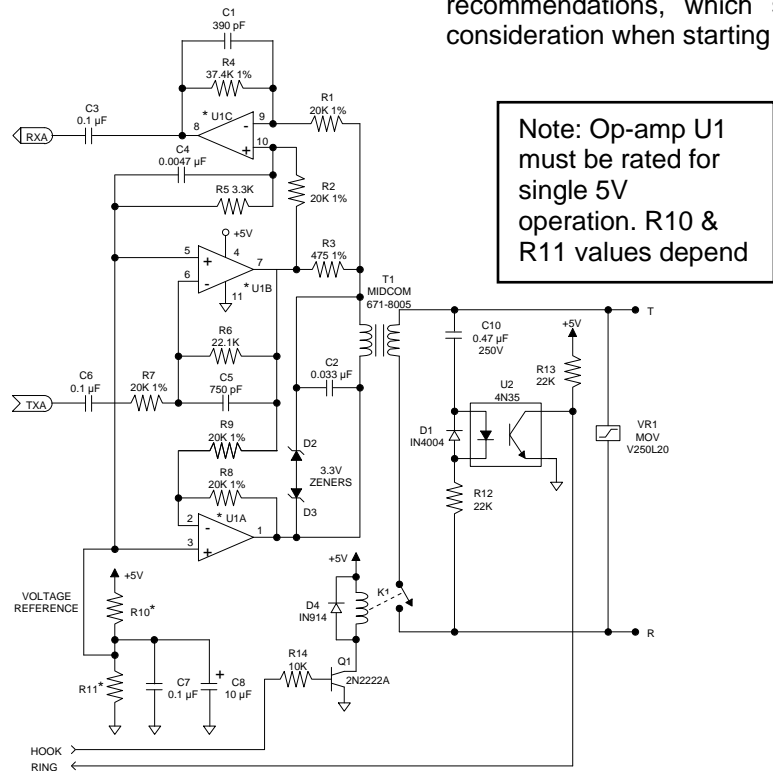 recommendations, which s
consideration when starting
C1
390 pF
R4
37.4K 1%
* U1C
C3
0.1 µF
RXA
8
-
9
+
10
R1
20K 1%
C4
0.0047 µF
R2
20K 1%
R5 3.3K
+5V
5
+
4
7
6
-
11
* U1B
R3
475 1%
Note: Op-amp U1
must be rated for
single 5V
operation. R10 &
R11 values depend
T1
MIDCOM
671-8005
R6
22.1K
C2
0.033 µF
C6
0.1 µF
R7
20K 1%
C5
750 pF
TXA
R9
20K 1%
R8
20K 1%
D2
3.3V
ZENERS
D3
* U1A
2
-
1
3
+
C10
0.47 µF
250V
+5V
R13
22K
U2
4N35
D1
IN4004
R12
22K
VR1
MOV
V250L20
T
R
VOLTAGE
REFERENCE
+5V
R10*
R11*
C7
0.1 µF
+
C8
10 µF
+5V
D4
IN914
K1
R14
10K
Q1
2N2222A
HOOK
RING